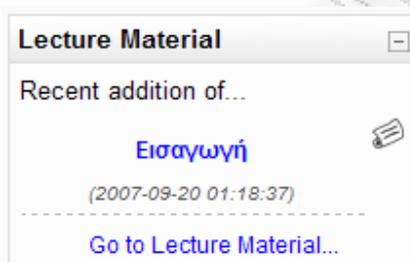 Lecture Material
Recent addition of...
Εισαγωγή
(2007-09-20 01:18:37)
Go to Lecture Material...